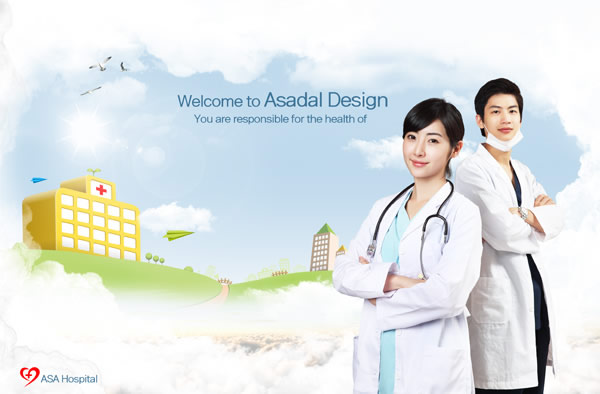 Welcome to Asadal Design
You are responsible for the health of
ASA Hospital